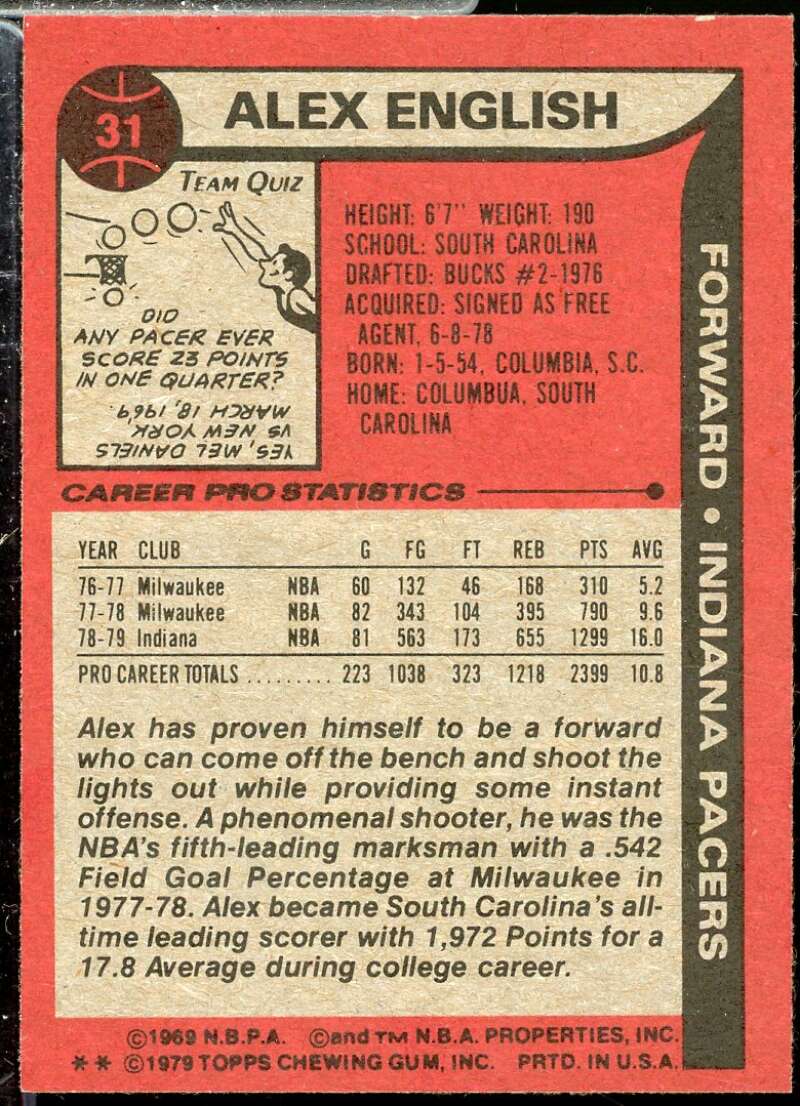 31
ALEX ENGLISH
TEAM QUIZ
DID
ANY PACER EVER
SCORE 23 POINTS
IN ONE QUARTER?
YES, MEL DANIELS
VS NEW YORK,
MARCH 18, 1969.
HEIGHT: 6'7" WEIGHT: 190
SCHOOL: SOUTH CAROLINA
DRAFTED: BUCKS #2-1976
ACQUIRED: SIGNED AS FREE
AGENT, 6-8-78
BORN: 1-5-54, COLUMBIA, S.C.
HOME: COLUMBUA, SOUTH
CAROLINA
FORWARD • INDIANA PACERS
CAREER PRO STATISTICS
YEAR CLUB G FG FT REB PTS AVG
76-77 Milwaukee NBA 60 132 46 168 310 5.2
77-78 Milwaukee NBA 82 343 104 395 790 9.6
78-79 Indiana NBA 81 563 173 655 1299 16.0
PRO CAREER TOTALS ......... 223 1038 323 1218 2399 10.8
Alex has proven himself to be a forward
who can come off the bench and shoot the
lights out while providing some instant
offense. A phenomenal shooter, he was the
NBA's fifth-leading marksman with a .542
Field Goal Percentage at Milwaukee in
1977-78. Alex became South Carolina's all-
time leading scorer with 1,972 Points for a
17.8 Average during college career.
©1969 N.B.P.A. ©and TM N.B.A. PROPERTIES, INC.
** ©1979 TOPPS CHEWING GUM, INC. PRTD. IN U.S.A.